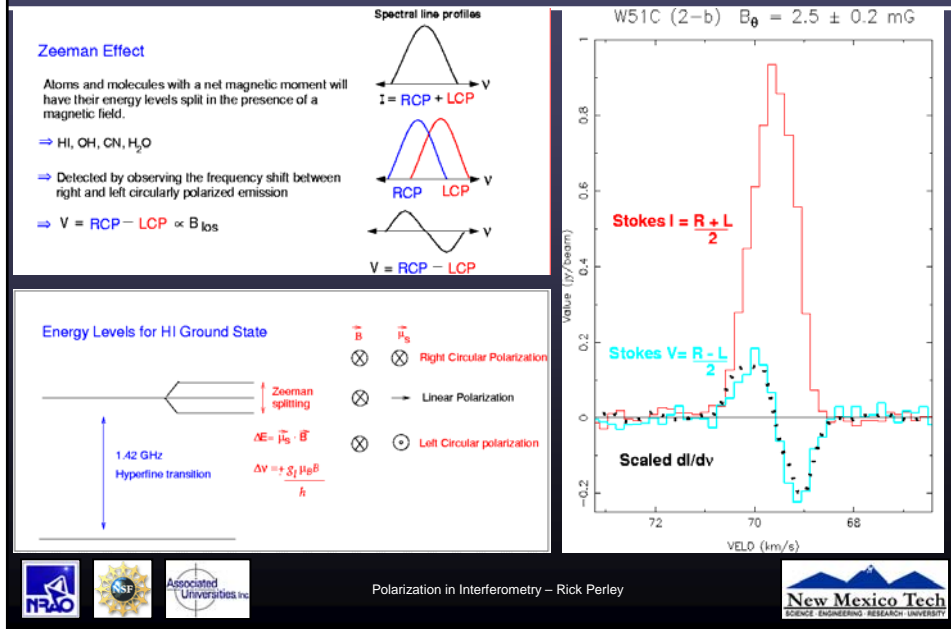 Zeeman Effect
Atoms and molecules with a net magnetic moment will
have their energy levels split in the presence of a
magnetic field.
⇒ HI, OH, CN, H₂O
⇒ Detected by observing the frequency shift between
right and left circularly polarized emission
⇒ V = RCP − LCP ∝ B los
Spectral line profiles
ν
I = RCP + LCP
RCP LCP ν
ν
V = RCP − LCP
Energy Levels for HI Ground State
Zeeman
splitting
1.42 GHz
Hyperfine transition
ΔE = μ⃗s · B⃗
Δν = ± gI μB B
h
B⃗ μ⃗s
⊗ ⊗ Right Circular Polarization
⊗ → Linear Polarization
⊗ ⊙ Left Circular polarization
W51C (2-b) Bθ = 2.5 ± 0.2 mG
1
0.8
0.6
0.4
0.2
0
-0.2
Value (Jy/beam)
Stokes I = R + L
2
Stokes V= R - L
2
Scaled dI/dν
72 70 68
VELO (km/s)
NRAO
NSF
Associated
Universities, Inc.
Polarization in Interferometry – Rick Perley
New Mexico Tech
SCIENCE · ENGINEERING · RESEARCH · UNIVERSITY